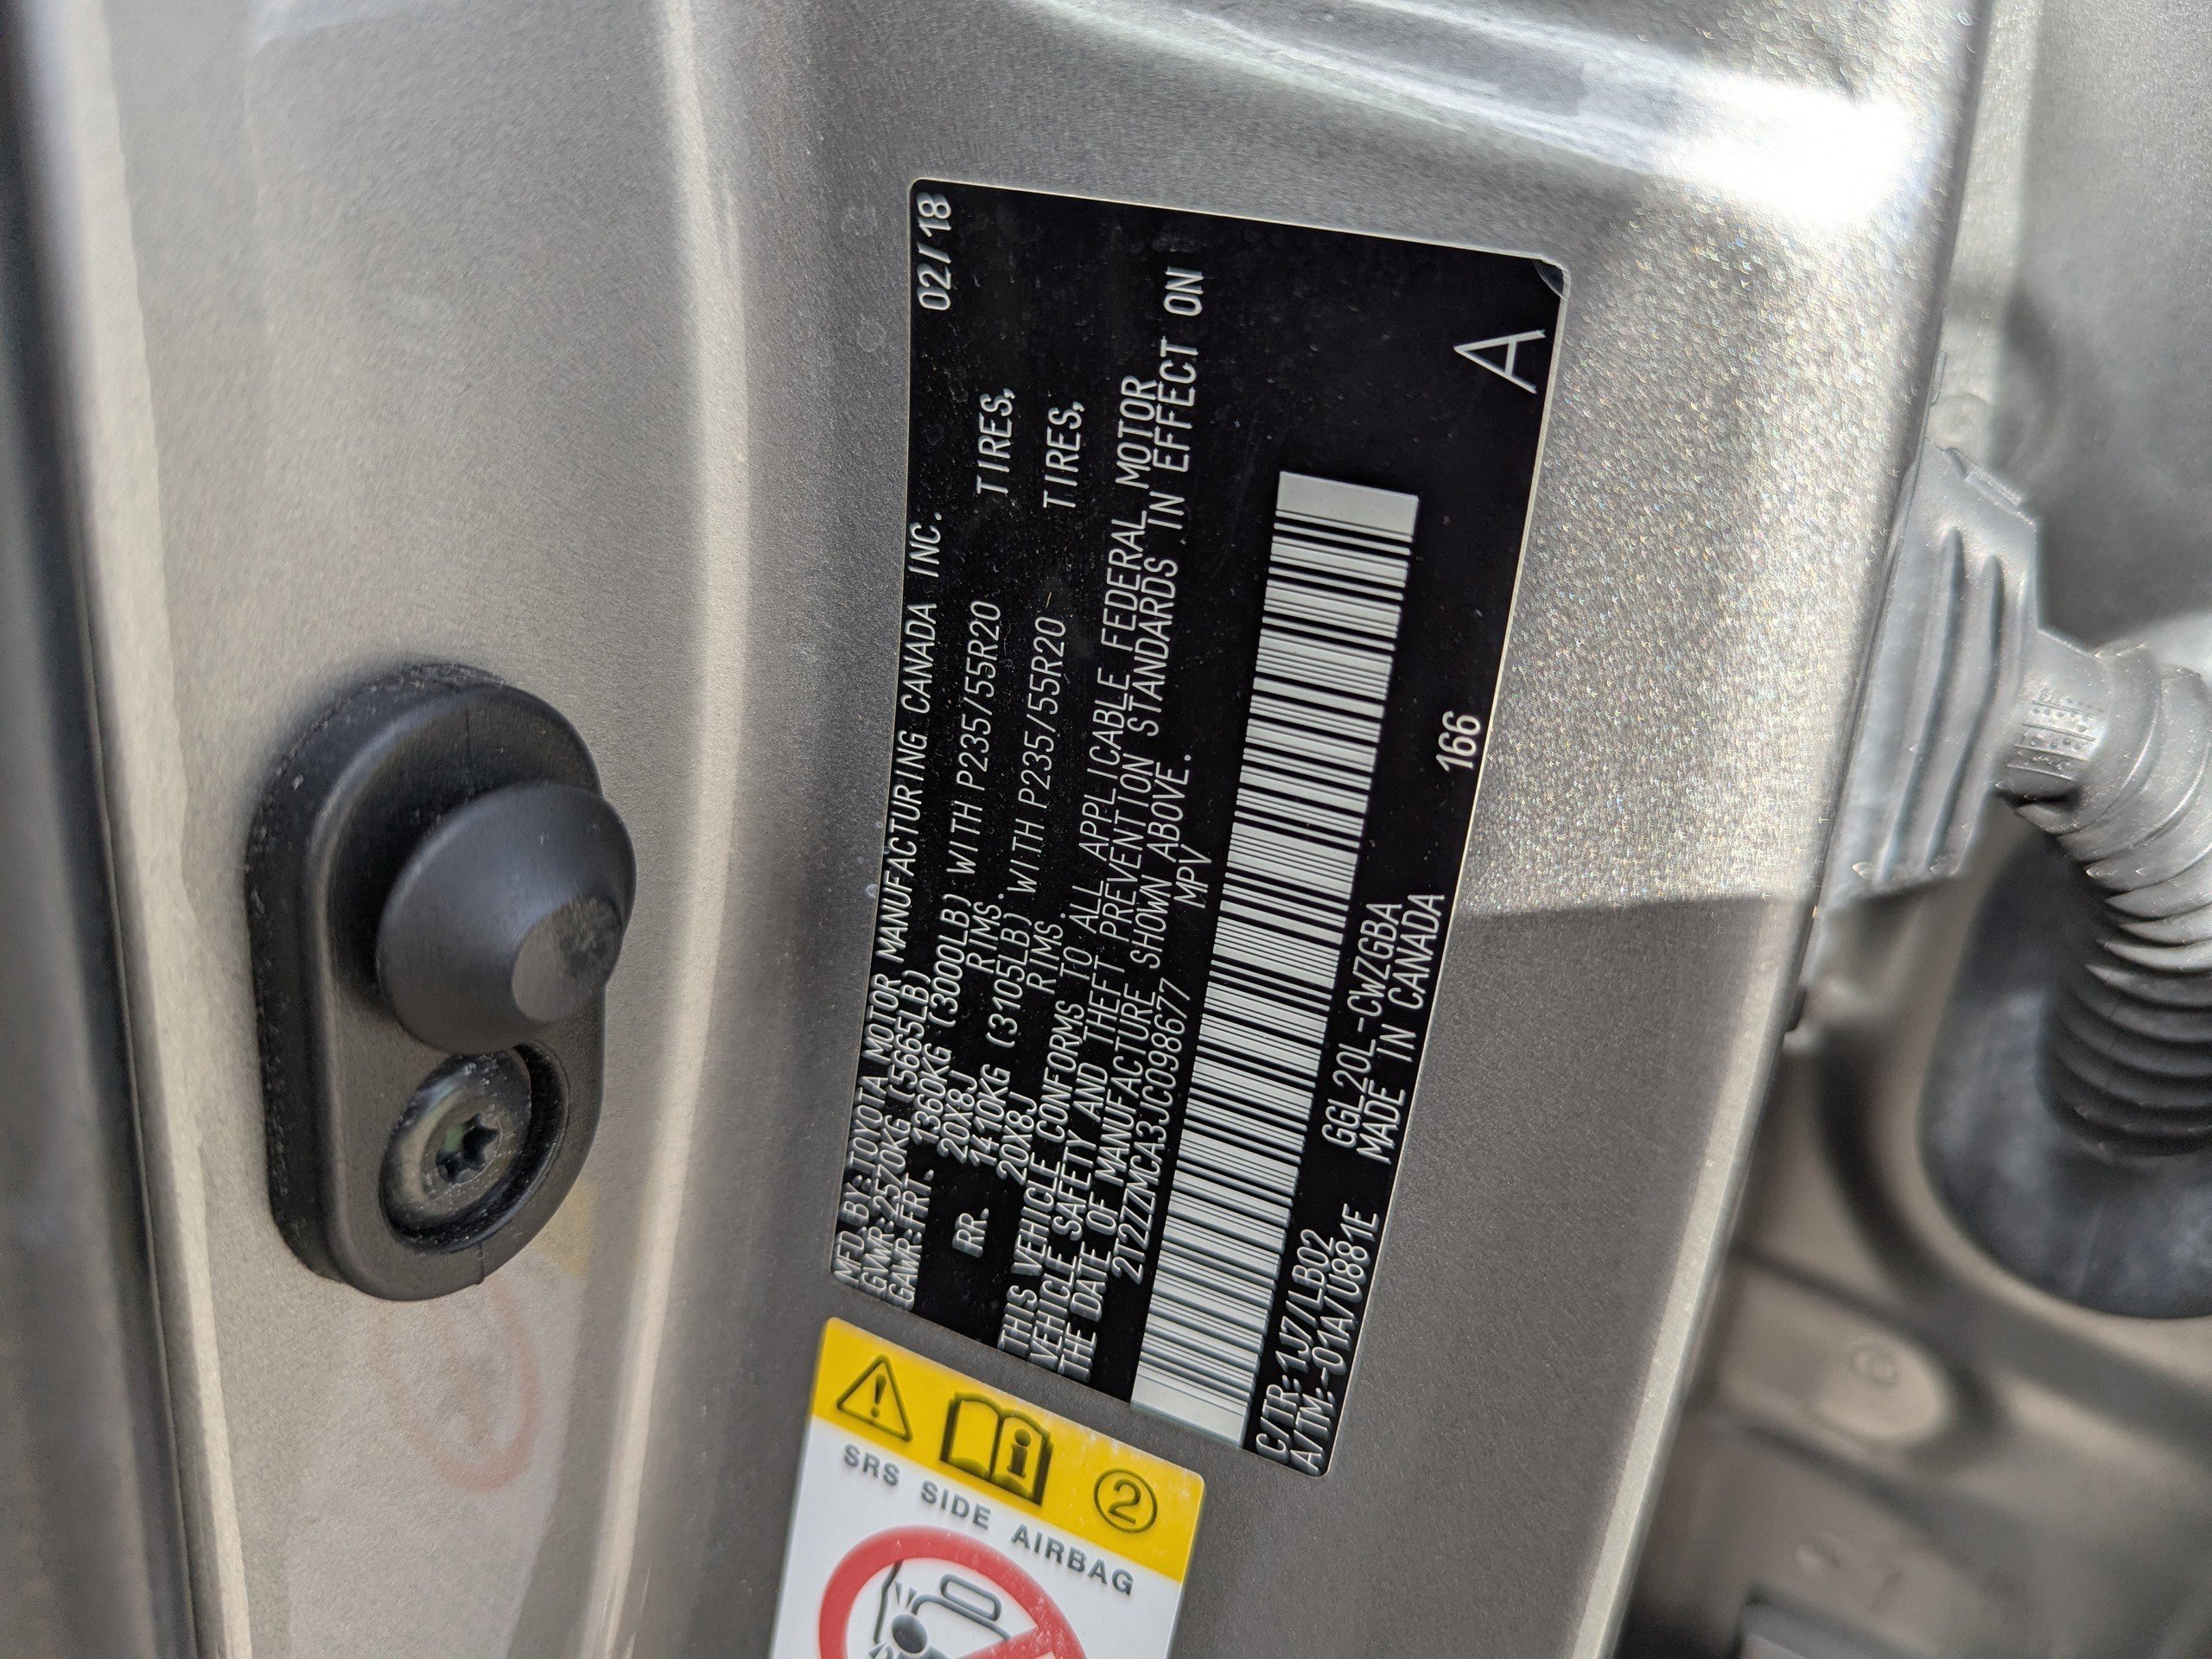 MFD. BY:TOYOTA MOTOR MANUFACTURING CANADA INC. 02/18
GVWR:2570KG (5665LB)
GAWR:FRT. 1360KG (3000LB) WITH P235/55R20 TIRES,
20X8J RIMS.
RR. 1410KG (3105LB) WITH P235/55R20 TIRES,
20X8J RIMS.
THIS VEHICLE CONFORMS TO ALL APPLICABLE FEDERAL MOTOR
VEHICLE SAFETY AND THEFT PREVENTION STANDARDS IN EFFECT ON
THE DATE OF MANUFACTURE SHOWN ABOVE.
2T2ZZMCA3JC098677 MPV
C/TR:1J7/LB02 GGL20L-CWZGBA
A/TM:-01A/U881E MADE IN CANADA 166
A
2
SRS SIDE AIRBAG